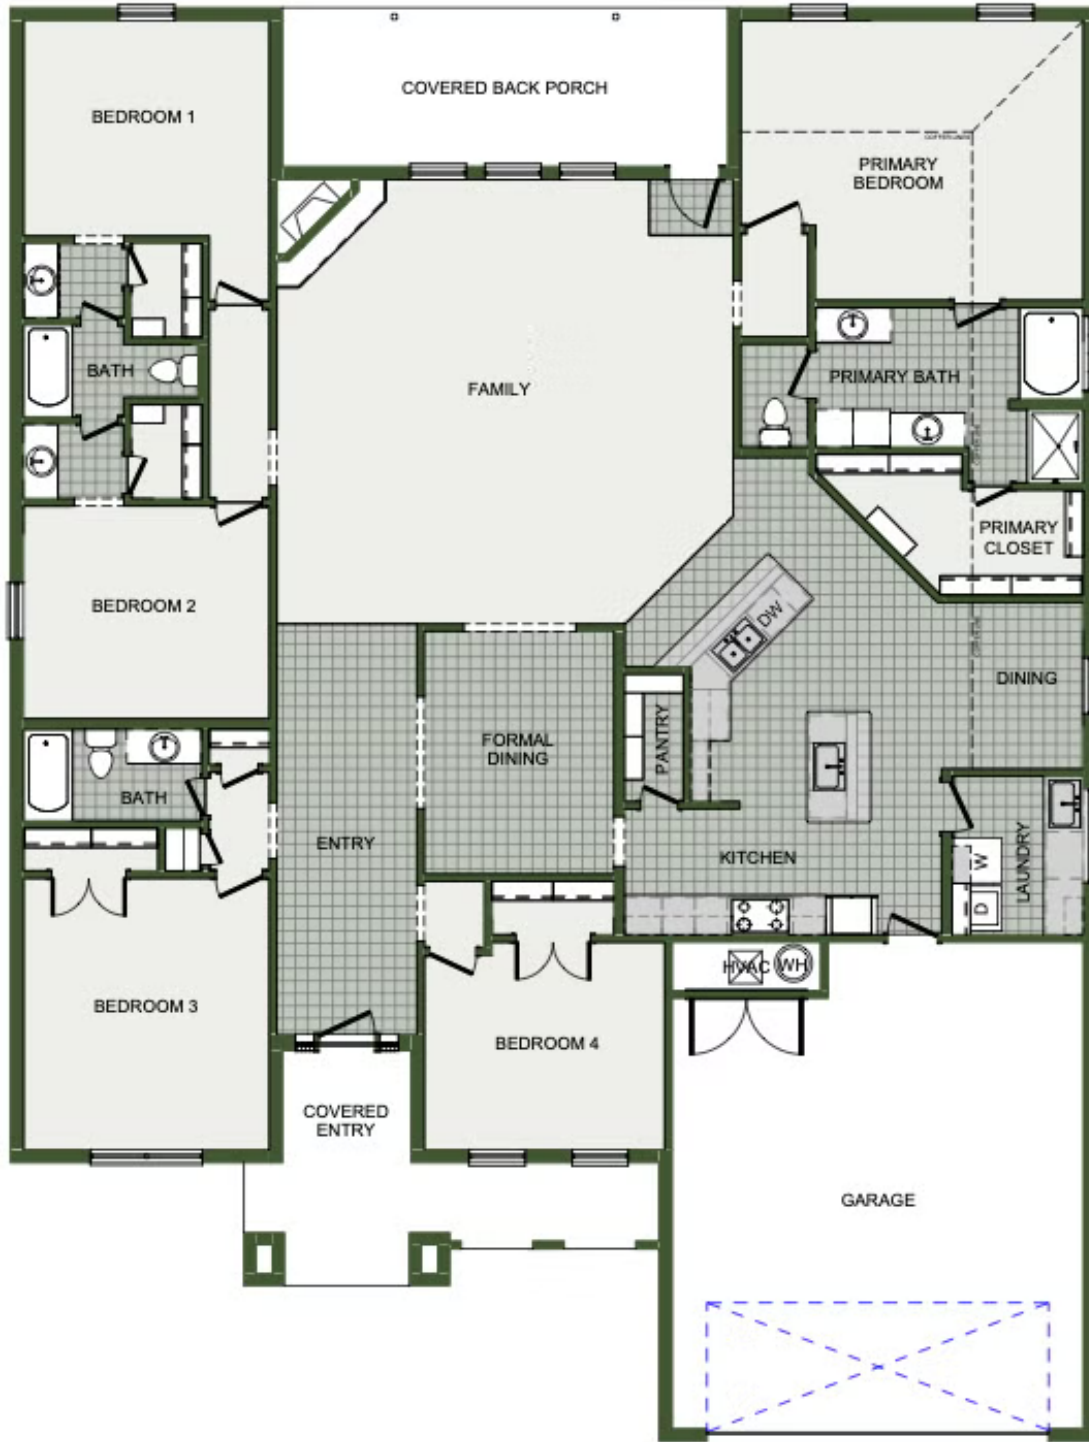 COVERED BACK PORCH
BEDROOM 1
PRIMARY
BEDROOM
BATH
FAMILY
PRIMARY BATH
PRIMARY
CLOSET
BEDROOM 2
DW
DINING
FORMAL
DINING
PANTRY
BATH
ENTRY
KITCHEN
LAUNDRY
W
D
HVAC
WH
BEDROOM 3
BEDROOM 4
COVERED
ENTRY
GARAGE